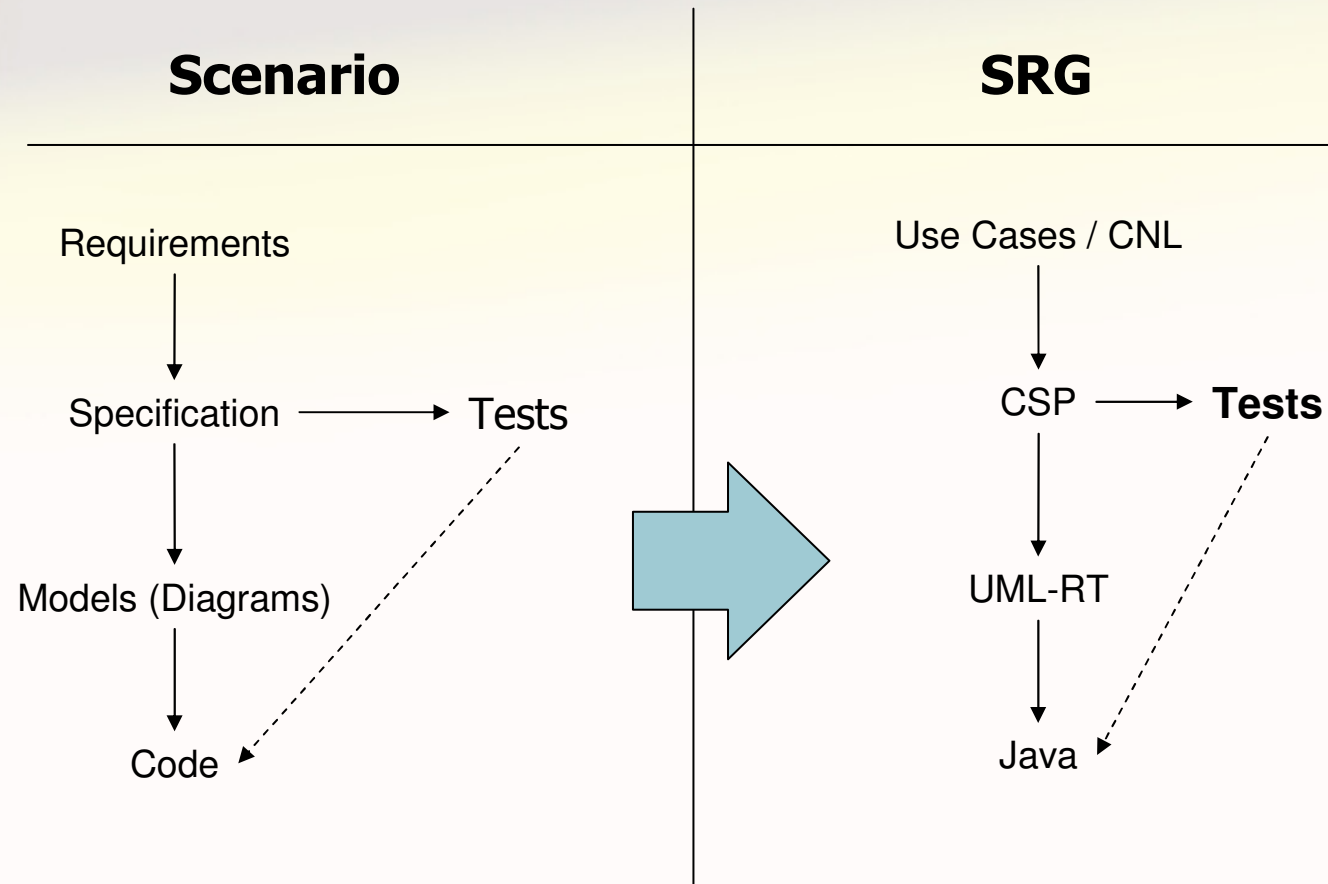 Scenario
SRG
Requirements
Specification
Tests
Models (Diagrams)
Code
Use Cases / CNL
CSP
Tests
UML-RT
Java